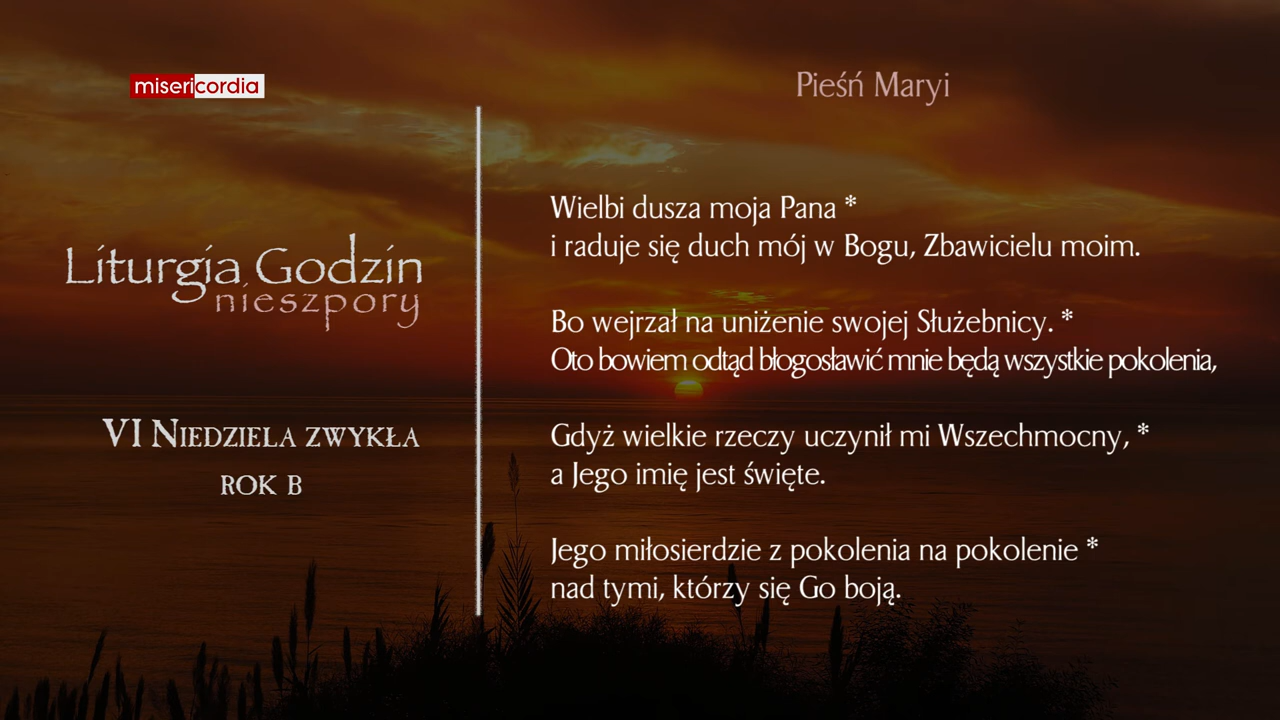 misericordia
Liturgia Godzin
nieszpory
VI Niedziela zwykła
rok B
Pieśń Maryi
Wielbi dusza moja Pana *
i raduje się duch mój w Bogu, Zbawicielu moim.
Bo wejrzał na uniżenie swojej Służebnicy. *
Oto bowiem odtąd błogosławić mnie będą wszystkie pokolenia,
Gdyż wielkie rzeczy uczynił mi Wszechmocny, *
a Jego imię jest święte.
Jego miłosierdzie z pokolenia na pokolenie *
nad tymi, którzy się Go boją.